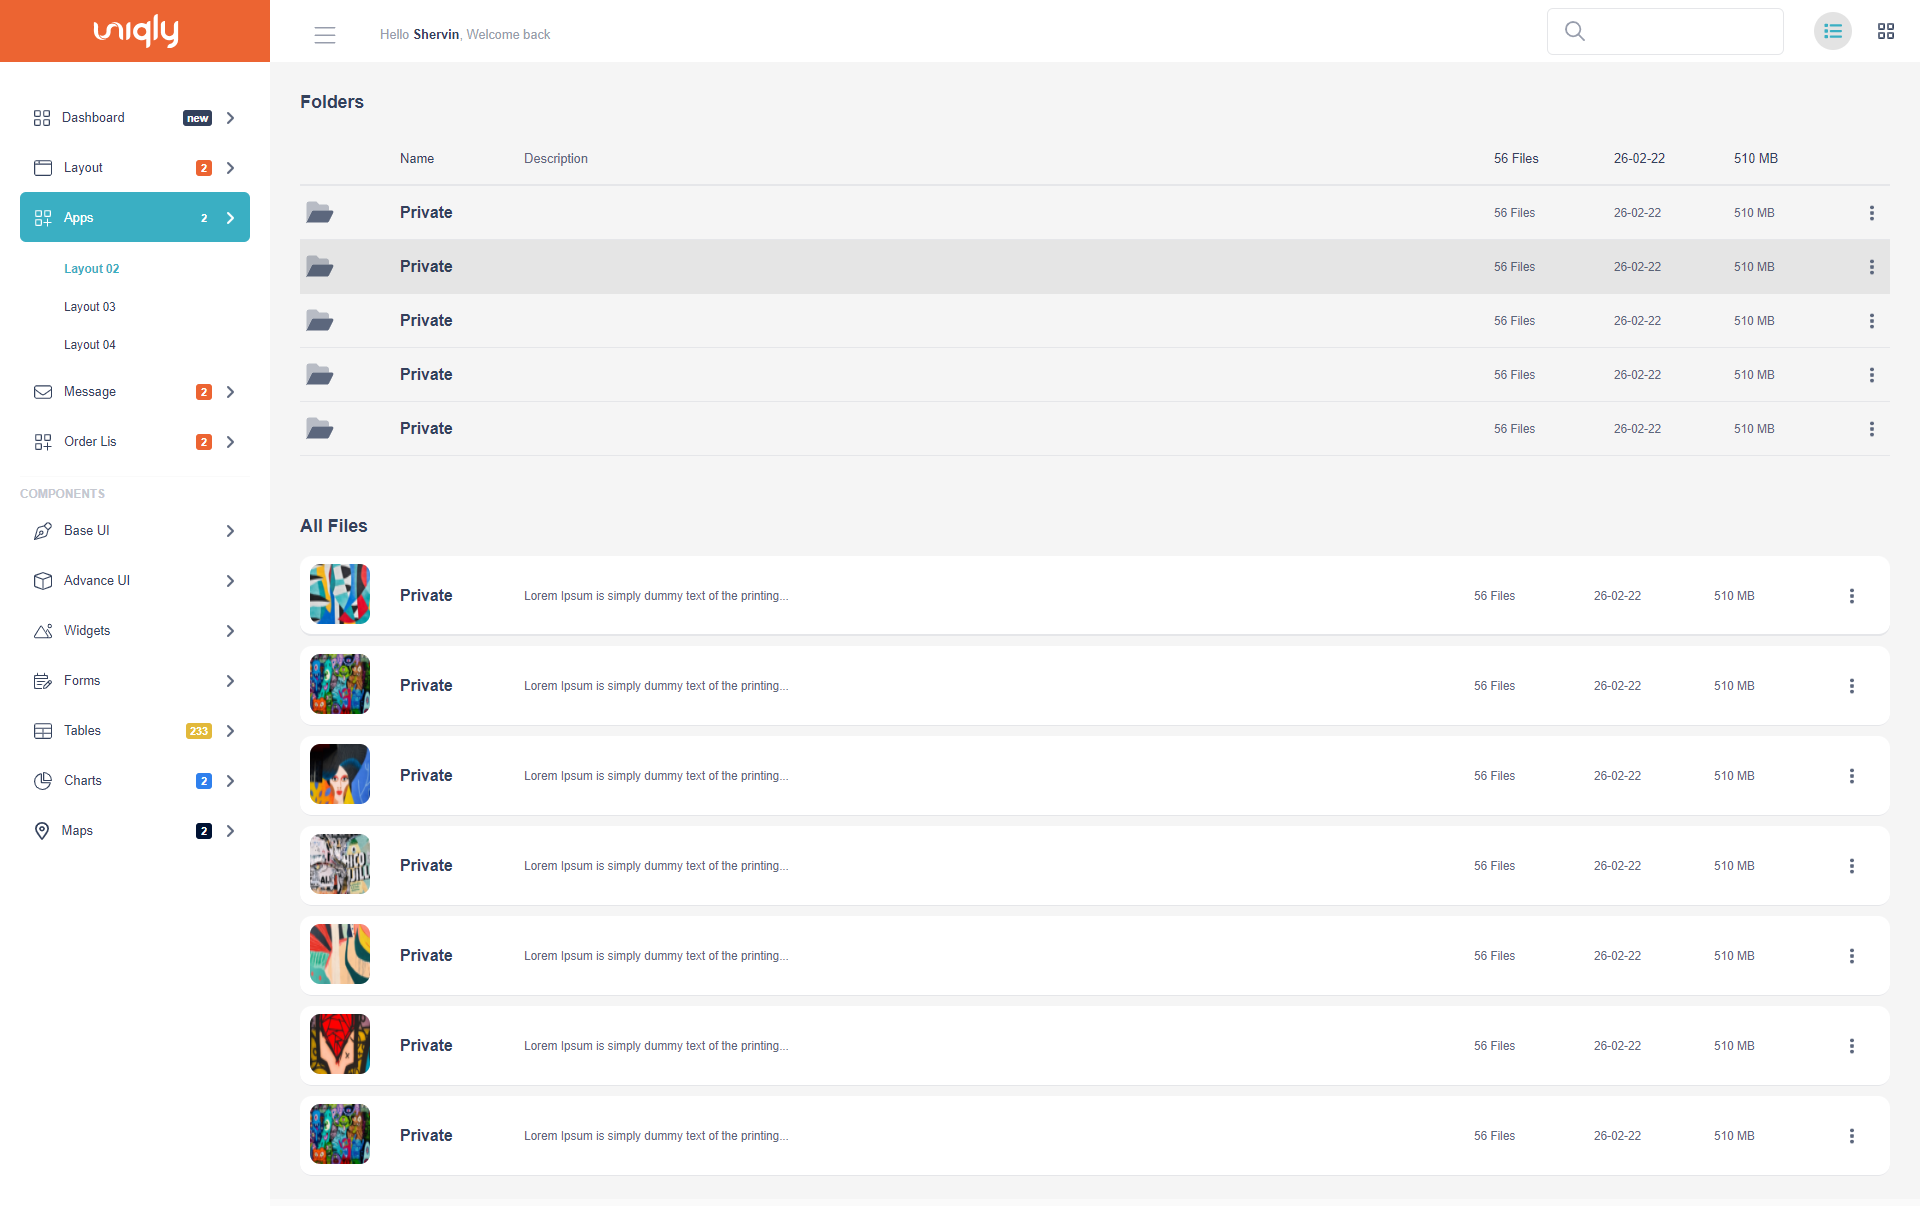 uniqly
Hello Shervin, Welcome back
Dashboard new
Layout 2
Apps 2
Layout 02
Layout 03
Layout 04
Message 2
Order Lis 2
COMPONENTS
Base UI
Advance UI
Widgets
Forms
Tables 233
Charts 2
Maps 2
Folders
Name Description 56 Files 26-02-22 510 MB
Private 56 Files 26-02-22 510 MB
Private 56 Files 26-02-22 510 MB
Private 56 Files 26-02-22 510 MB
Private 56 Files 26-02-22 510 MB
Private 56 Files 26-02-22 510 MB
All Files
Private Lorem Ipsum is simply dummy text of the printing... 56 Files 26-02-22 510 MB
Private Lorem Ipsum is simply dummy text of the printing... 56 Files 26-02-22 510 MB
Private Lorem Ipsum is simply dummy text of the printing... 56 Files 26-02-22 510 MB
Private Lorem Ipsum is simply dummy text of the printing... 56 Files 26-02-22 510 MB
Private Lorem Ipsum is simply dummy text of the printing... 56 Files 26-02-22 510 MB
Private Lorem Ipsum is simply dummy text of the printing... 56 Files 26-02-22 510 MB
Private Lorem Ipsum is simply dummy text of the printing... 56 Files 26-02-22 510 MB